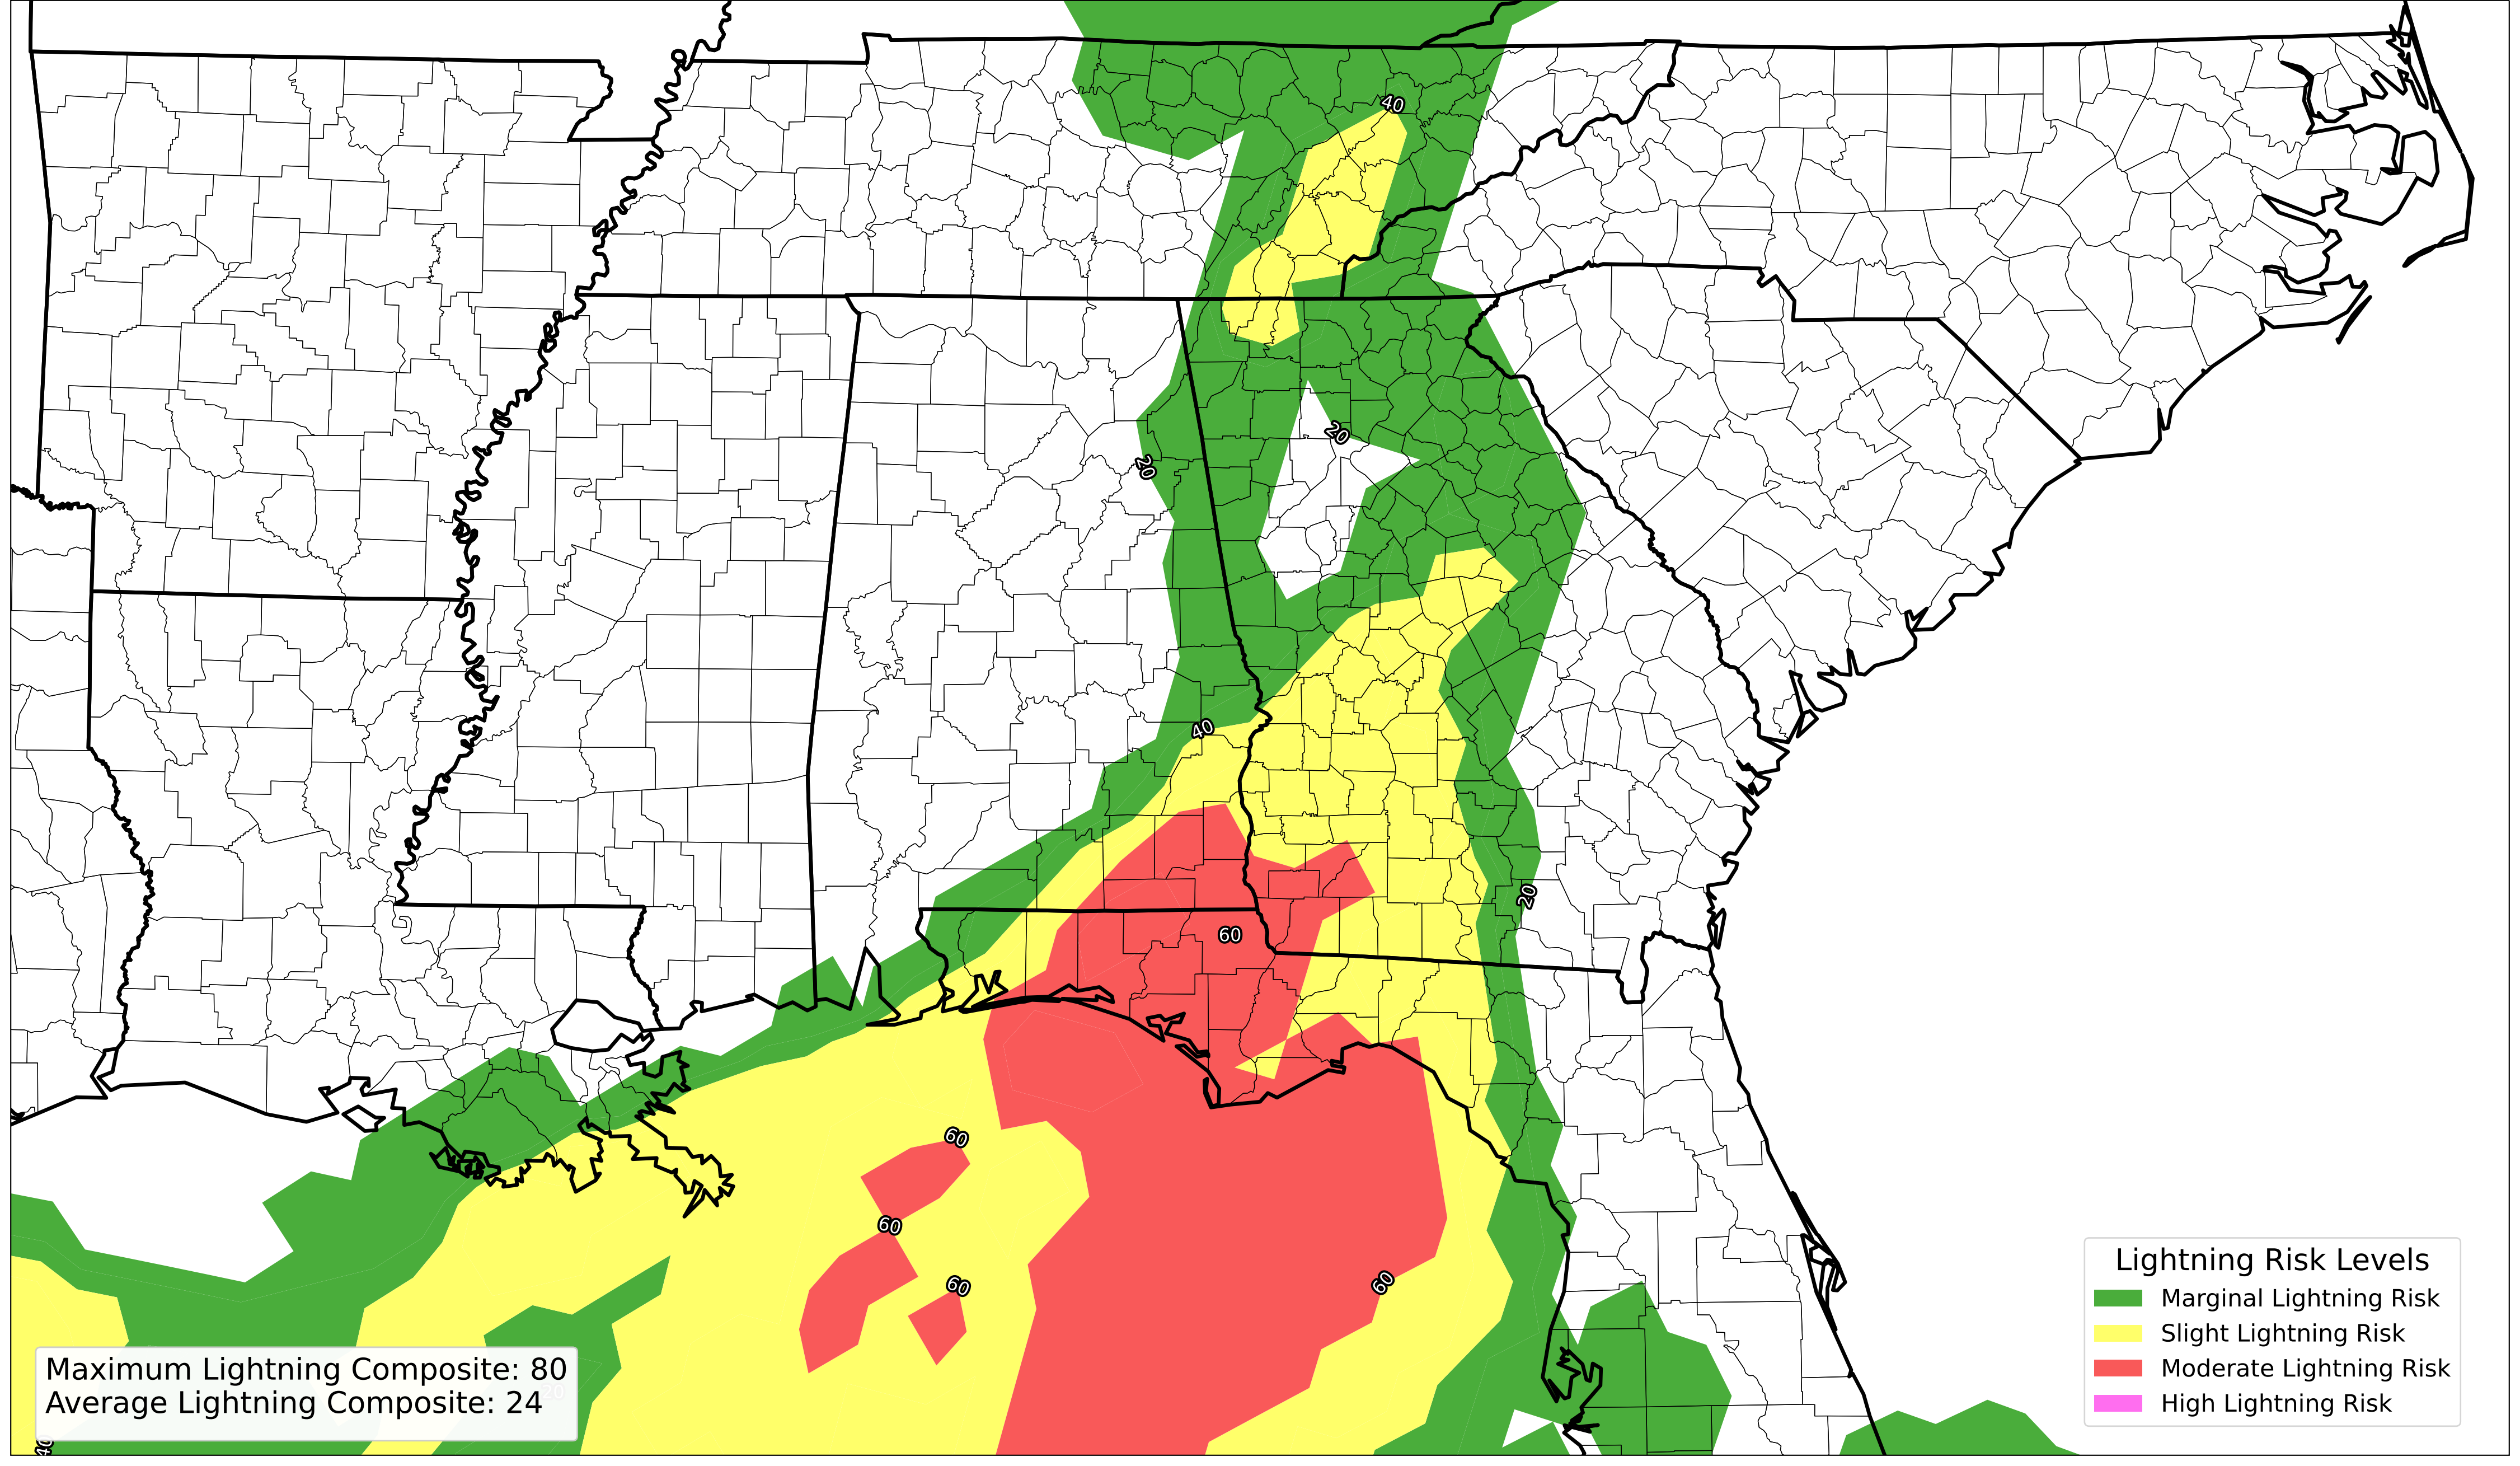 40
20
20
40
20
60
60
60
60
60
40
Maximum Lightning Composite: 80
Average Lightning Composite: 24
Lightning Risk Levels
Marginal Lightning Risk
Slight Lightning Risk
Moderate Lightning Risk
High Lightning Risk